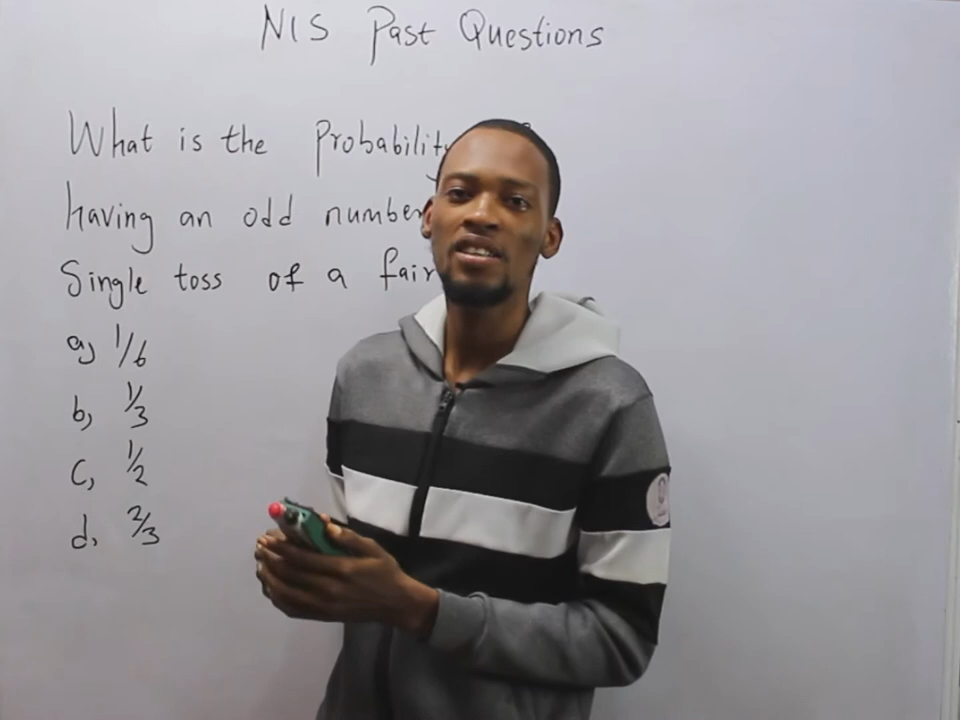 NIS Past Questions
What is the Probability
having an odd number
Single toss of a fair
a, 1/6
b, 1/3
c, 1/2
d, 2/3